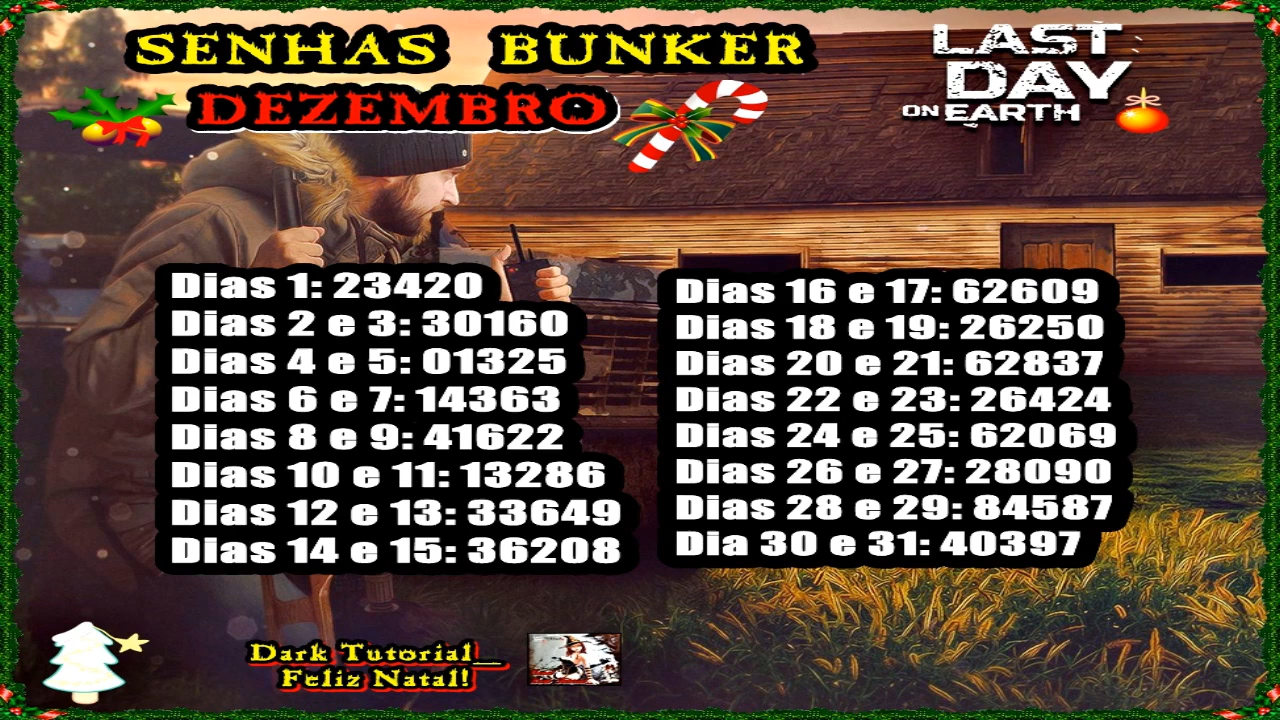 SENHAS BUNKER
DEZEMBRO
LAST
DAY
ON EARTH
Dias 1: 23420
Dias 2 e 3: 30160
Dias 4 e 5: 01325
Dias 6 e 7: 14363
Dias 8 e 9: 41622
Dias 10 e 11: 13286
Dias 12 e 13: 33649
Dias 14 e 15: 36208
Dias 16 e 17: 62609
Dias 18 e 19: 26250
Dias 20 e 21: 62837
Dias 22 e 23: 26424
Dias 24 e 25: 62069
Dias 26 e 27: 28090
Dias 28 e 29: 84587
Dia 30 e 31: 40397
Dark Tutorial__
Feliz Natal!